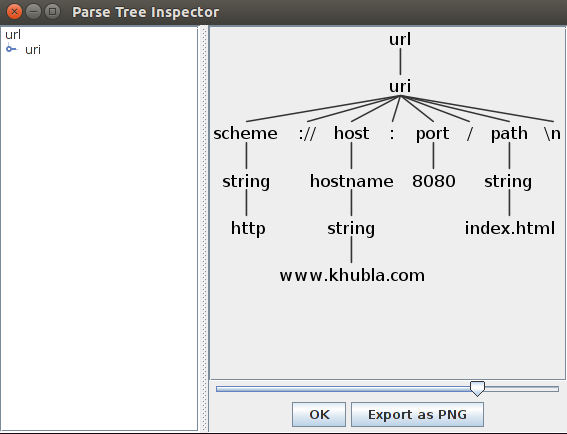 Parse Tree Inspector
url
uri
url
uri
scheme :// host : port / path \n
string hostname 8080 string
http string index.html
www.khubla.com
OK Export as PNG